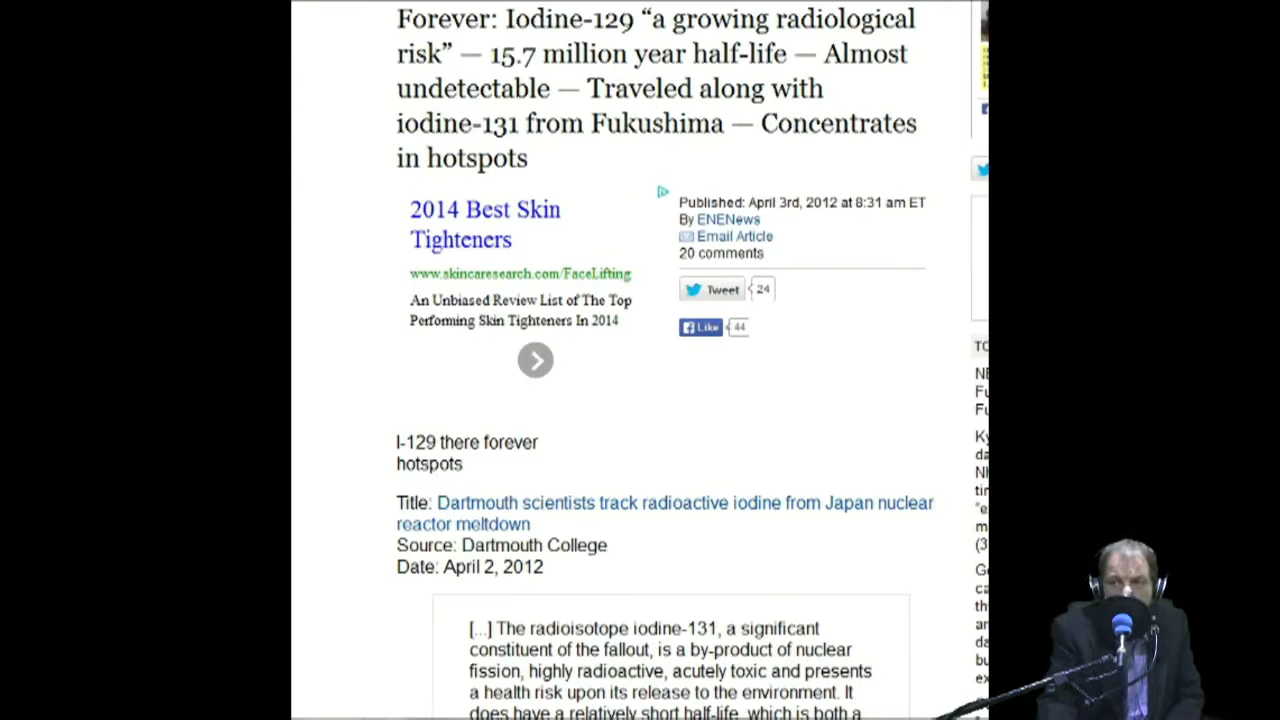 Forever: Iodine-129 “a growing radiological
risk” — 15.7 million year half-life — Almost
undetectable — Traveled along with
iodine-131 from Fukushima — Concentrates
in hotspots
2014 Best Skin
Tighteners
www.skincaresearch.com/FaceLifting
An Unbiased Review List of The Top
Performing Skin Tighteners In 2014
Published: April 3rd, 2012 at 8:31 am ET
By ENENews
Email Article
20 comments
Tweet 24
Like 44
I-129 there forever
hotspots
Title: Dartmouth scientists track radioactive iodine from Japan nuclear
reactor meltdown
Source: Dartmouth College
Date: April 2, 2012
[...] The radioisotope iodine-131, a significant
constituent of the fallout, is a by-product of nuclear
fission, highly radioactive, acutely toxic and presents
a health risk upon its release to the environment. It
does have a relatively short half-life, which is both a